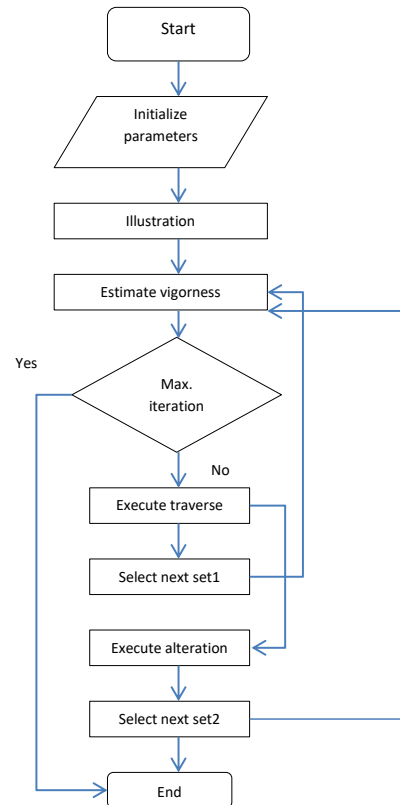 Start
Initialize
parameters
Illustration
Estimate vigorness
Yes
Max.
iteration
No
Execute traverse
Select next set1
Execute alteration
Select next set2
End